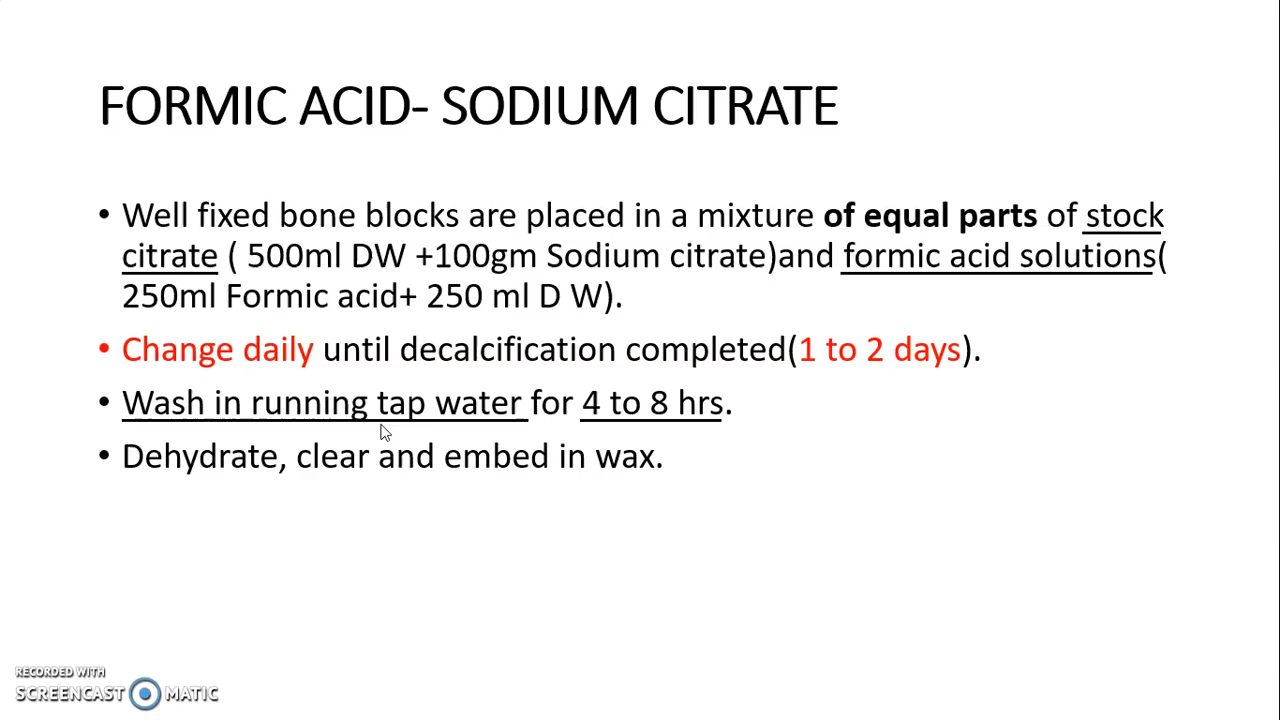 FORMIC ACID- SODIUM CITRATE
• Well fixed bone blocks are placed in a mixture of equal parts of stock
citrate ( 500ml DW +100gm Sodium citrate)and formic acid solutions(
250ml Formic acid+ 250 ml D W).
• Change daily until decalcification completed(1 to 2 days).
• Wash in running tap water for 4 to 8 hrs.
• Dehydrate, clear and embed in wax.
RECORDED WITH
SCREENCAST MATIC